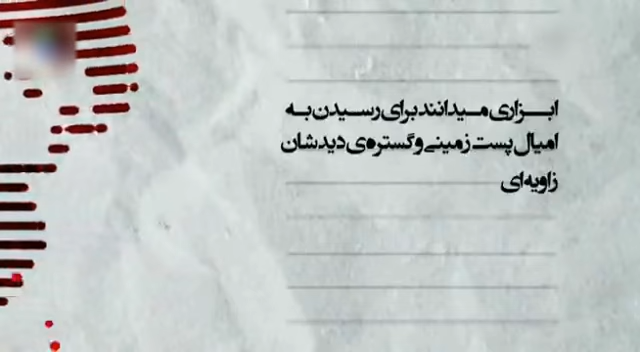 ابزاری میدانند برای رسیدن به
امیال پست زمینی و گستره‌ی دیدشان
زاویه‌ای